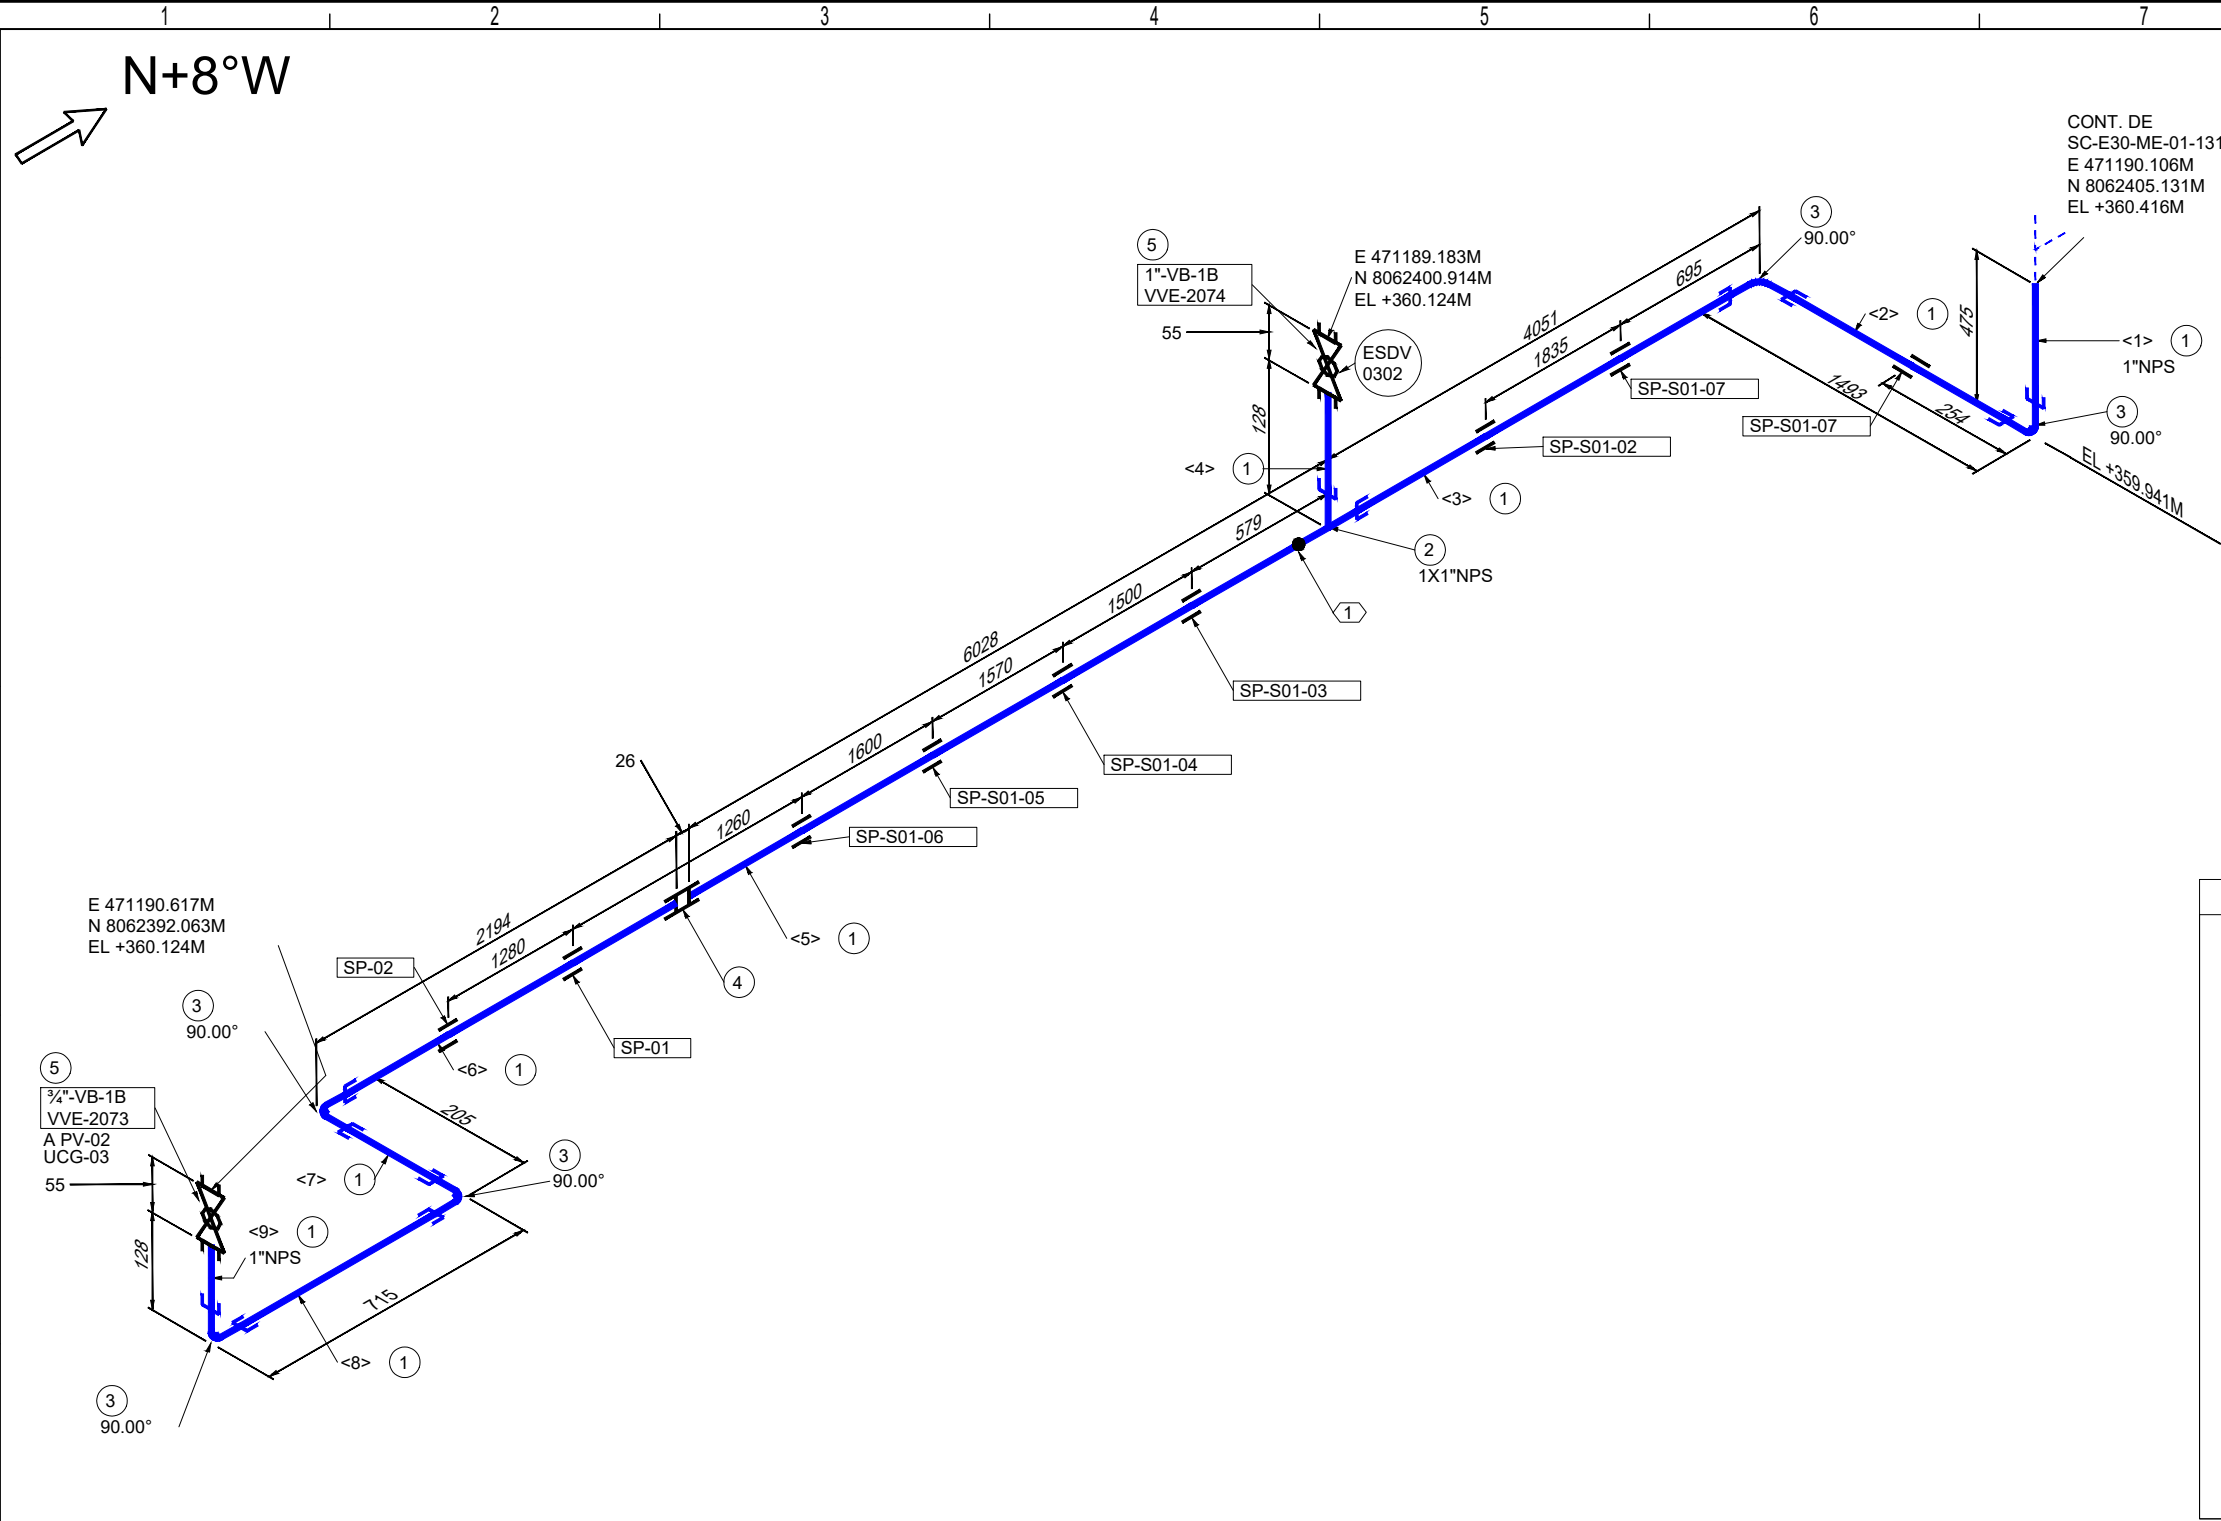 1 2 3 4 5 6 7
N+8°W
CONT. DE
SC-E30-ME-01-131
E 471190.106M
N 8062405.131M
EL +360.416M
3
90.00°
5
1"-VB-1B
VVE-2074
E 471189.183M
N 8062400.914M
EL +360.124M
695
475
<2> 1
4051
55
ESDV
0302
1835
<1> 1
1"NPS
SP-S01-07
1493
254
3
90.00°
128
SP-S01-07
SP-S01-02
EL +359.941M
<4> 1
<3> 1
579
2
1X1"NPS
1500
1
6028
1570
SP-S01-03
1600
26
SP-S01-04
SP-S01-05
1260
SP-S01-06
E 471190.617M
N 8062392.063M
EL +360.124M
2194
<5> 1
1280
SP-02
4
3
90.00°
SP-01
5
<6> 1
¾"-VB-1B
VVE-2073
A PV-02
UCG-03
205
3
90.00°
55
<7> 1
<9> 1
1"NPS
128
715
<8> 1
3
90.00°